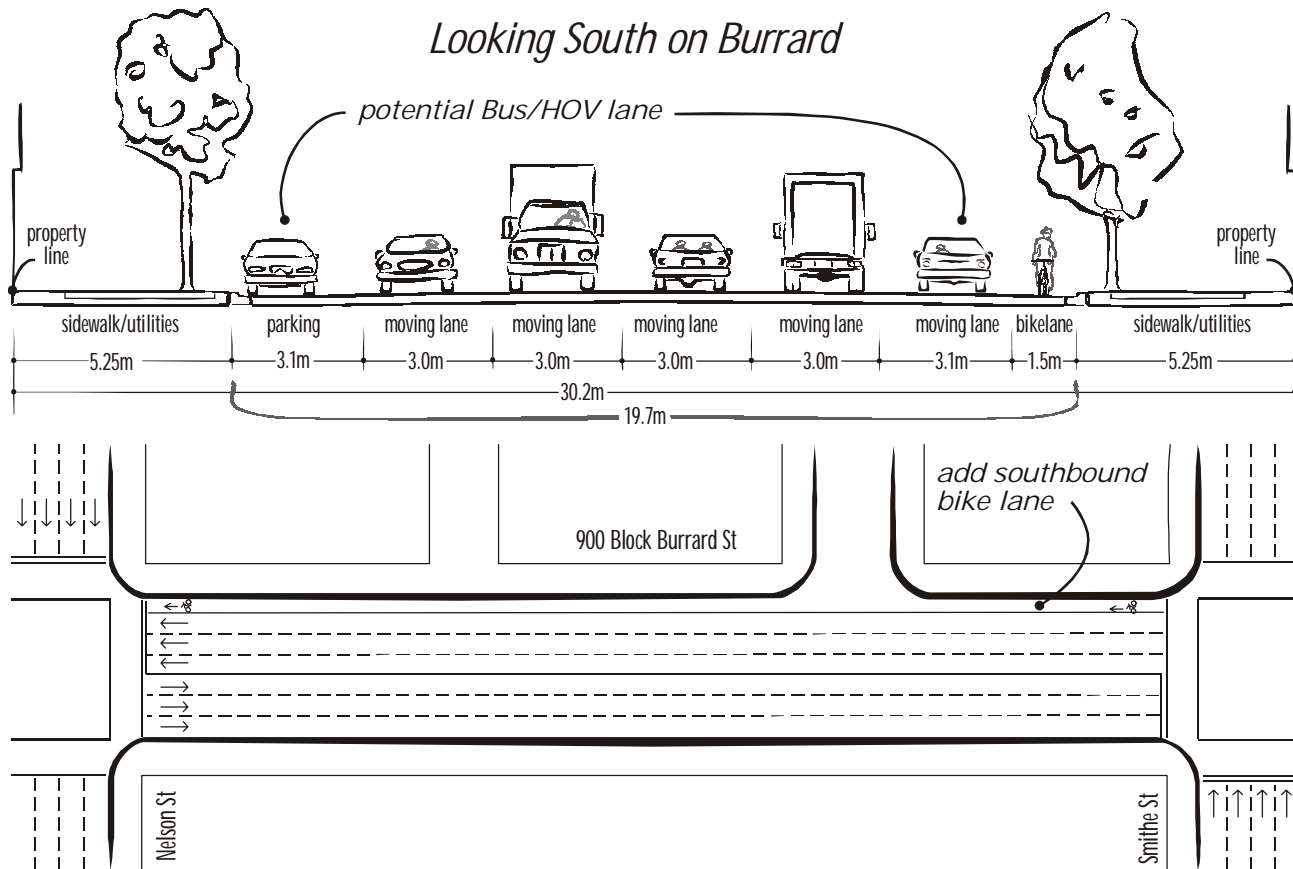 Looking South on Burrard
potential Bus/HOV lane
property
line
property
line
sidewalk/utilities
parking
moving lane
moving lane
moving lane
moving lane
moving lane
bikelane
sidewalk/utilities
5.25m
3.1m
3.0m
3.0m
3.0m
3.0m
3.1m
1.5m
5.25m
30.2m
19.7m
add southbound
bike lane
900 Block Burrard St
Nelson St
Smithe St